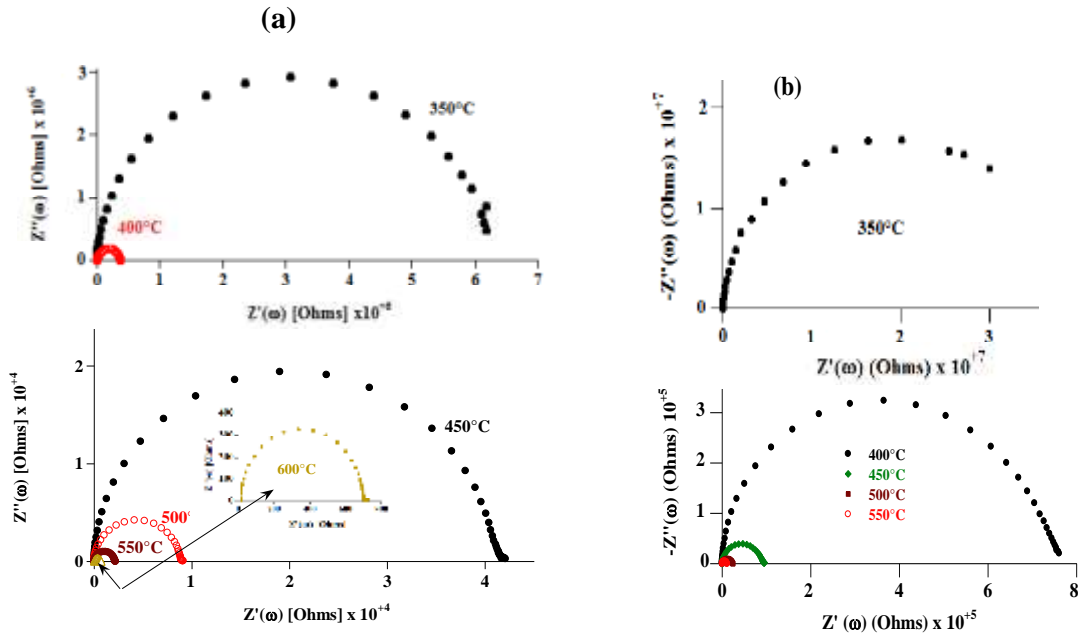 (a)
3
2
1
0
Z''(ω) [Ohms] x 10⁺⁶
350°C
400°C
0 1 2 3 4 5 6 7
Z'(ω) [Ohms] x10⁺⁶
2
1
0
Z''(ω) [Ohms] x 10⁺⁴
450°C
500
550°C
600°C
0 1 2 3 4
Z'(ω) [Ohms] x 10⁺⁴
(b)
2
1
0
-Z''(ω) (Ohms) x 10⁺⁷
350°C
0 1 2 3
Z'(ω) (Ohms) x 10⁺⁷
3
2
1
0
-Z''(ω) (Ohms) 10⁺⁵
400°C
450°C
500°C
550°C
0 2 4 6 8
Z' (ω) (Ohms) x 10⁺⁵